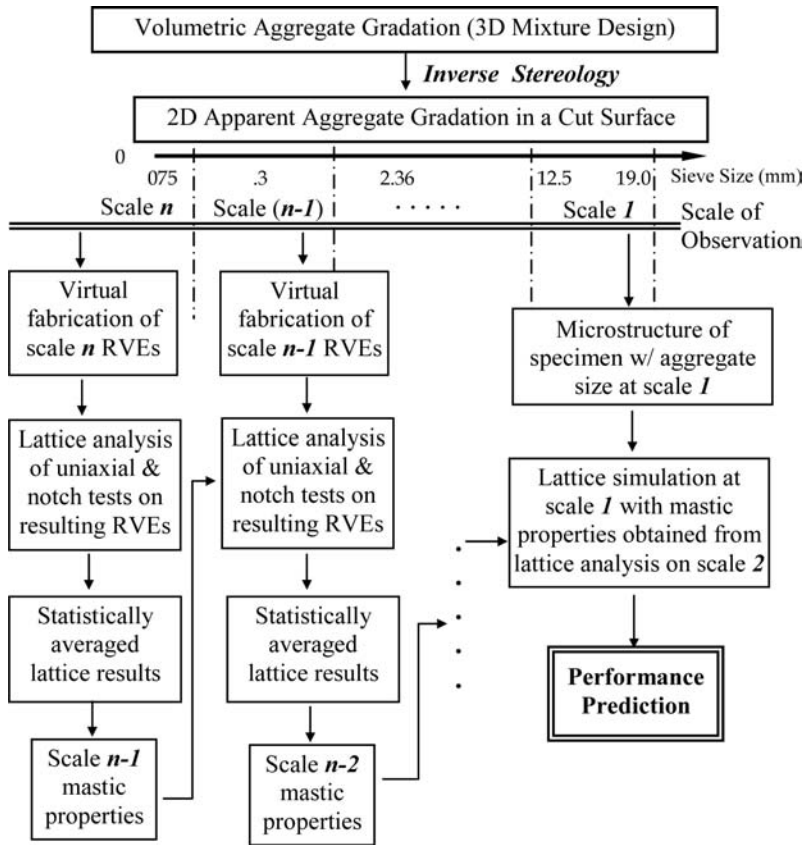 Volumetric Aggregate Gradation (3D Mixture Design)
Inverse Stereology
2D Apparent Aggregate Gradation in a Cut Surface
0
075 .3 2.36 12.5 19.0 Sieve Size (mm)
Scale n Scale (n-1) . . . . . Scale 1 Scale of
Observation
Virtual
fabrication of
scale n RVEs
Lattice analysis
of uniaxial &
notch tests on
resulting RVEs
Statistically
averaged
lattice results
Scale n-1
mastic
properties
Virtual
fabrication of
scale n-1 RVEs
Lattice analysis
of uniaxial &
notch tests on
resulting RVEs
Statistically
averaged
lattice results
Scale n-2
mastic
properties
Microstructure of
specimen w/ aggregate
size at scale 1
Lattice simulation at
scale 1 with mastic
properties obtained from
lattice analysis on scale 2
Performance
Prediction